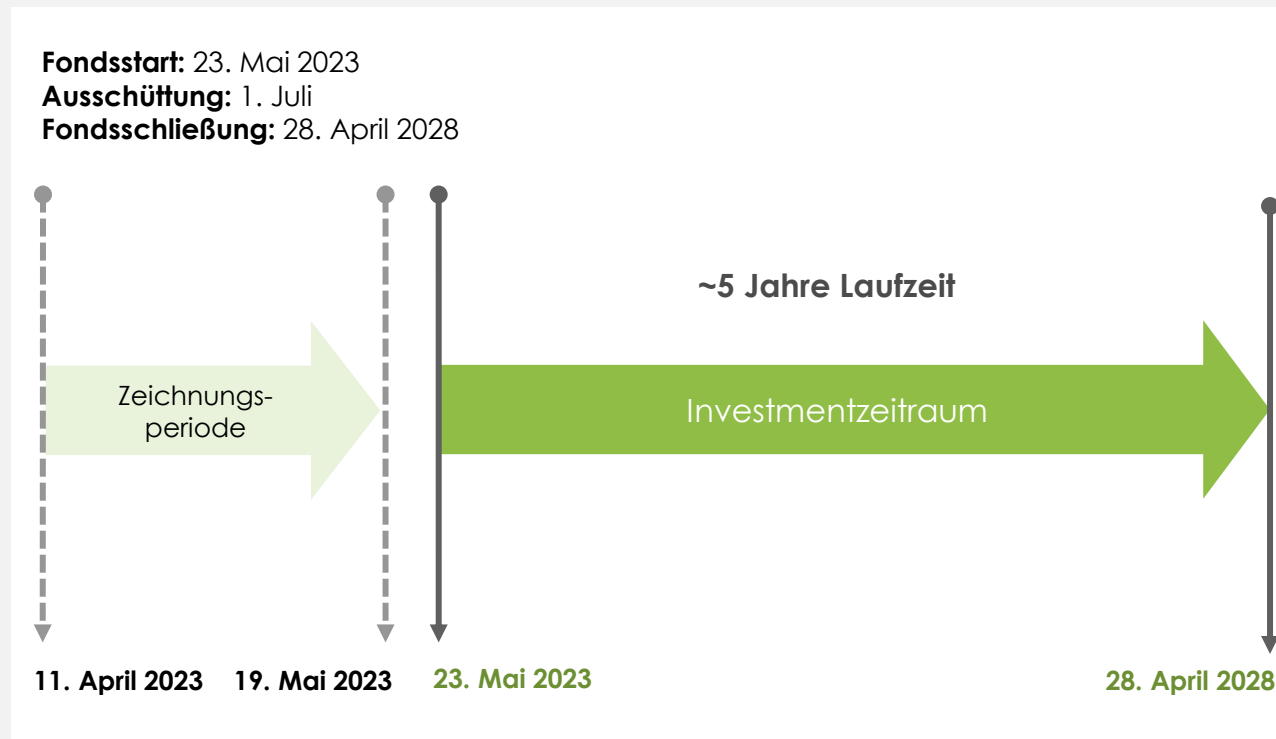 Fondsstart: 23. Mai 2023
Ausschüttung: 1. Juli
Fondsschließung: 28. April 2028
~5 Jahre Laufzeit
Zeichnungs-
periode
Investmentzeitraum
11. April 2023
19. Mai 2023
23. Mai 2023
28. April 2028